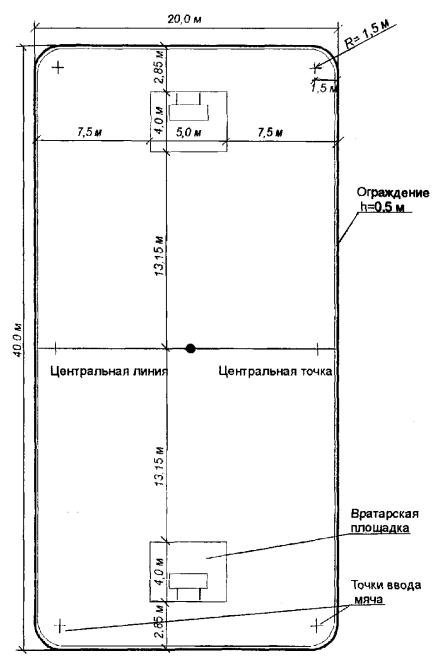 20,0 м
R= 1,5 м
2,85 м
1,5 м
7,5 м
4,0 м
5,0 м
7,5 м
Ограждение
h=0,5 м
13,15 м
40,0 м
Центральная линия
Центральная точка
13,15 м
Вратарская
площадка
4,0 м
Точки ввода
мяча
2,85 м